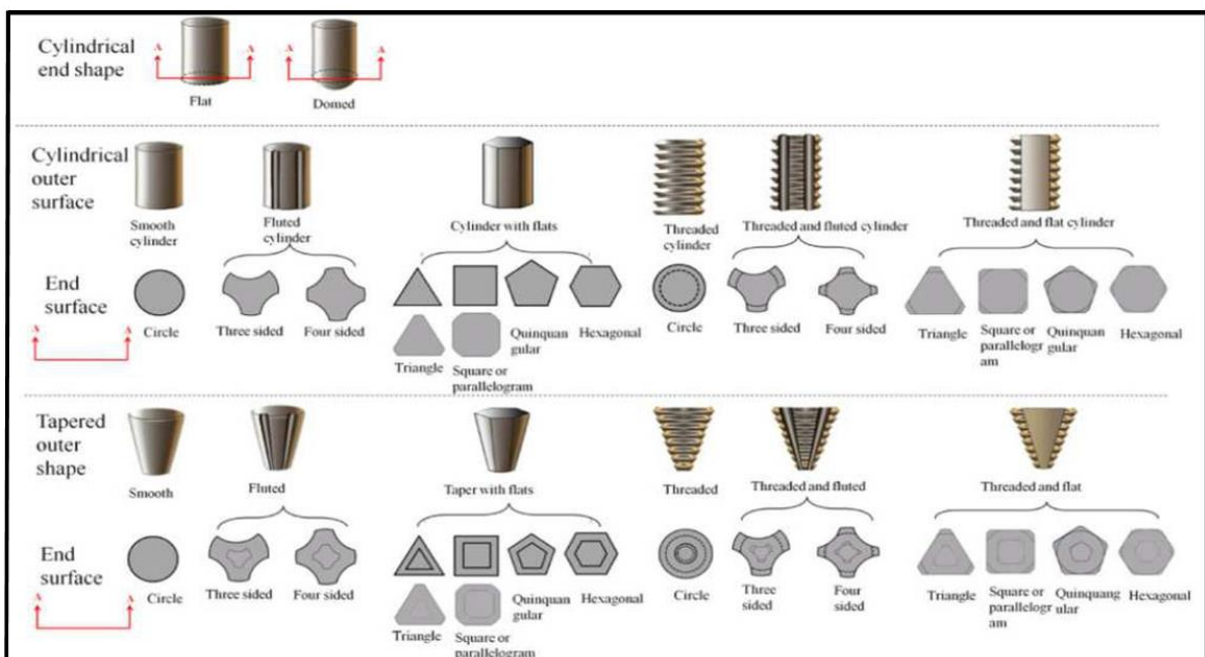 Cylindrical
end shape
A A A A
Flat Domed
Cylindrical
outer
surface
Smooth
cylinder
Fluted
cylinder
Cylinder with flats
Threaded
cylinder
Threaded and fluted cylinder
Threaded and flat cylinder
End
surface
A A
Circle
Three sided
Four sided
Triangle
Square or
parallelogram
Quinquan
gular
Hexagonal
Circle
Three sided
Four sided
Triangle
Square or
parallelogr
am
Quinquan
gular
Hexagonal
Tapered
outer
shape
Smooth
Fluted
Taper with flats
Threaded
Threaded and fluted
Threaded and flat
End
surface
A A
Circle
Three sided
Four sided
Triangle
Square or
parallelogram
Quinquan
gular
Hexagonal
Circle
Three
sided
Four
sided
Triangle
Square or
parallelogr
am
Quinquang
ular
Hexagonal